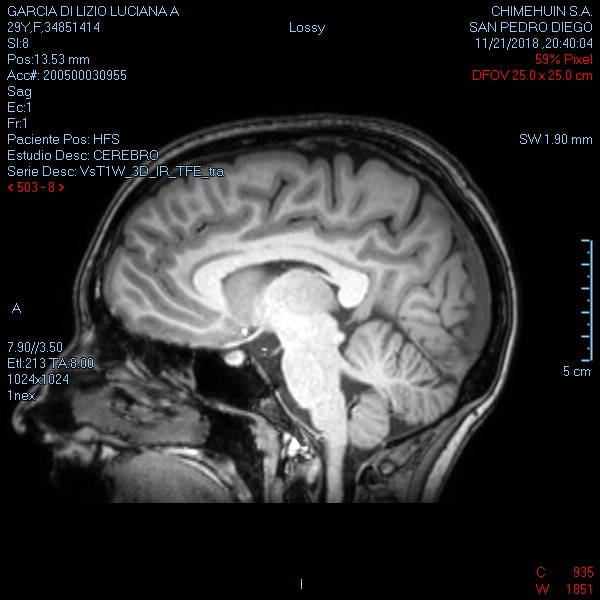 GARCIA DI LIZIO LUCIANA A
29Y,F,34851414
Sl:8
Pos:13.53 mm
Acc#: 200500030955
Sag
Ec:1
Fr:1
Paciente Pos: HFS
Estudio Desc: CEREBRO
Serie Desc: VsT1W_3D_IR_TFE_tra
< 503 - 8 >
Lossy
CHIMEHUIN S.A.
SAN PEDRO DIEGO
11/21/2018 ,20:40:04
59% Pixel
DFOV 25.0 x 25.0 cm
SW 1.90 mm
A
7.90//3.50
Etl:213 TA:8.00
1024x1024
1nex
5 cm
I
C 935
W 1851